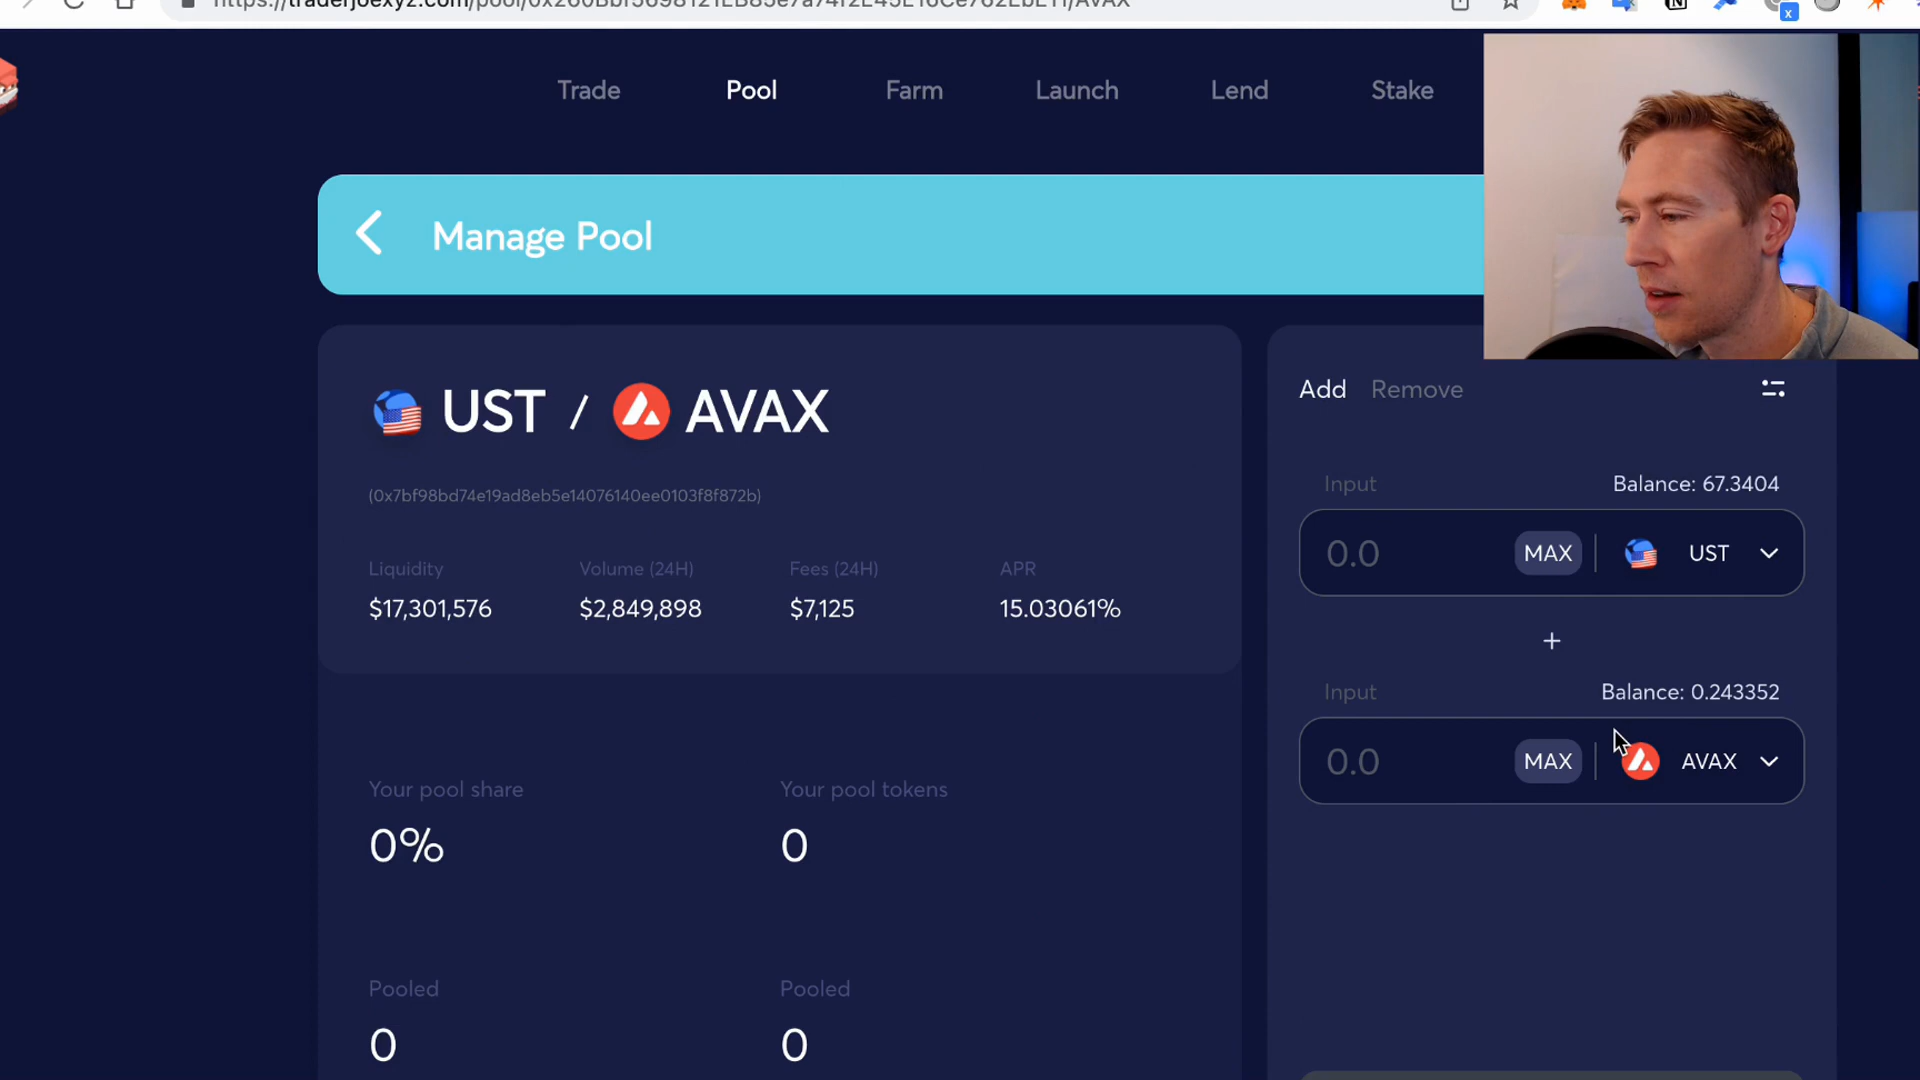 Trade Pool Farm Launch Lend Stake
Manage Pool
UST / AVAX
(0x7bf98bd74e19ad8eb5e14076140ee0103f8f872b)
Liquidity Volume (24H) Fees (24H) APR
$17,301,576 $2,849,898 $7,125 15.03061%
Your pool share Your pool tokens
0% 0
Pooled Pooled
0 0
Add Remove
Input Balance: 67.3404
0.0 MAX UST
+
Input Balance: 0.243352
0.0 MAX AVAX